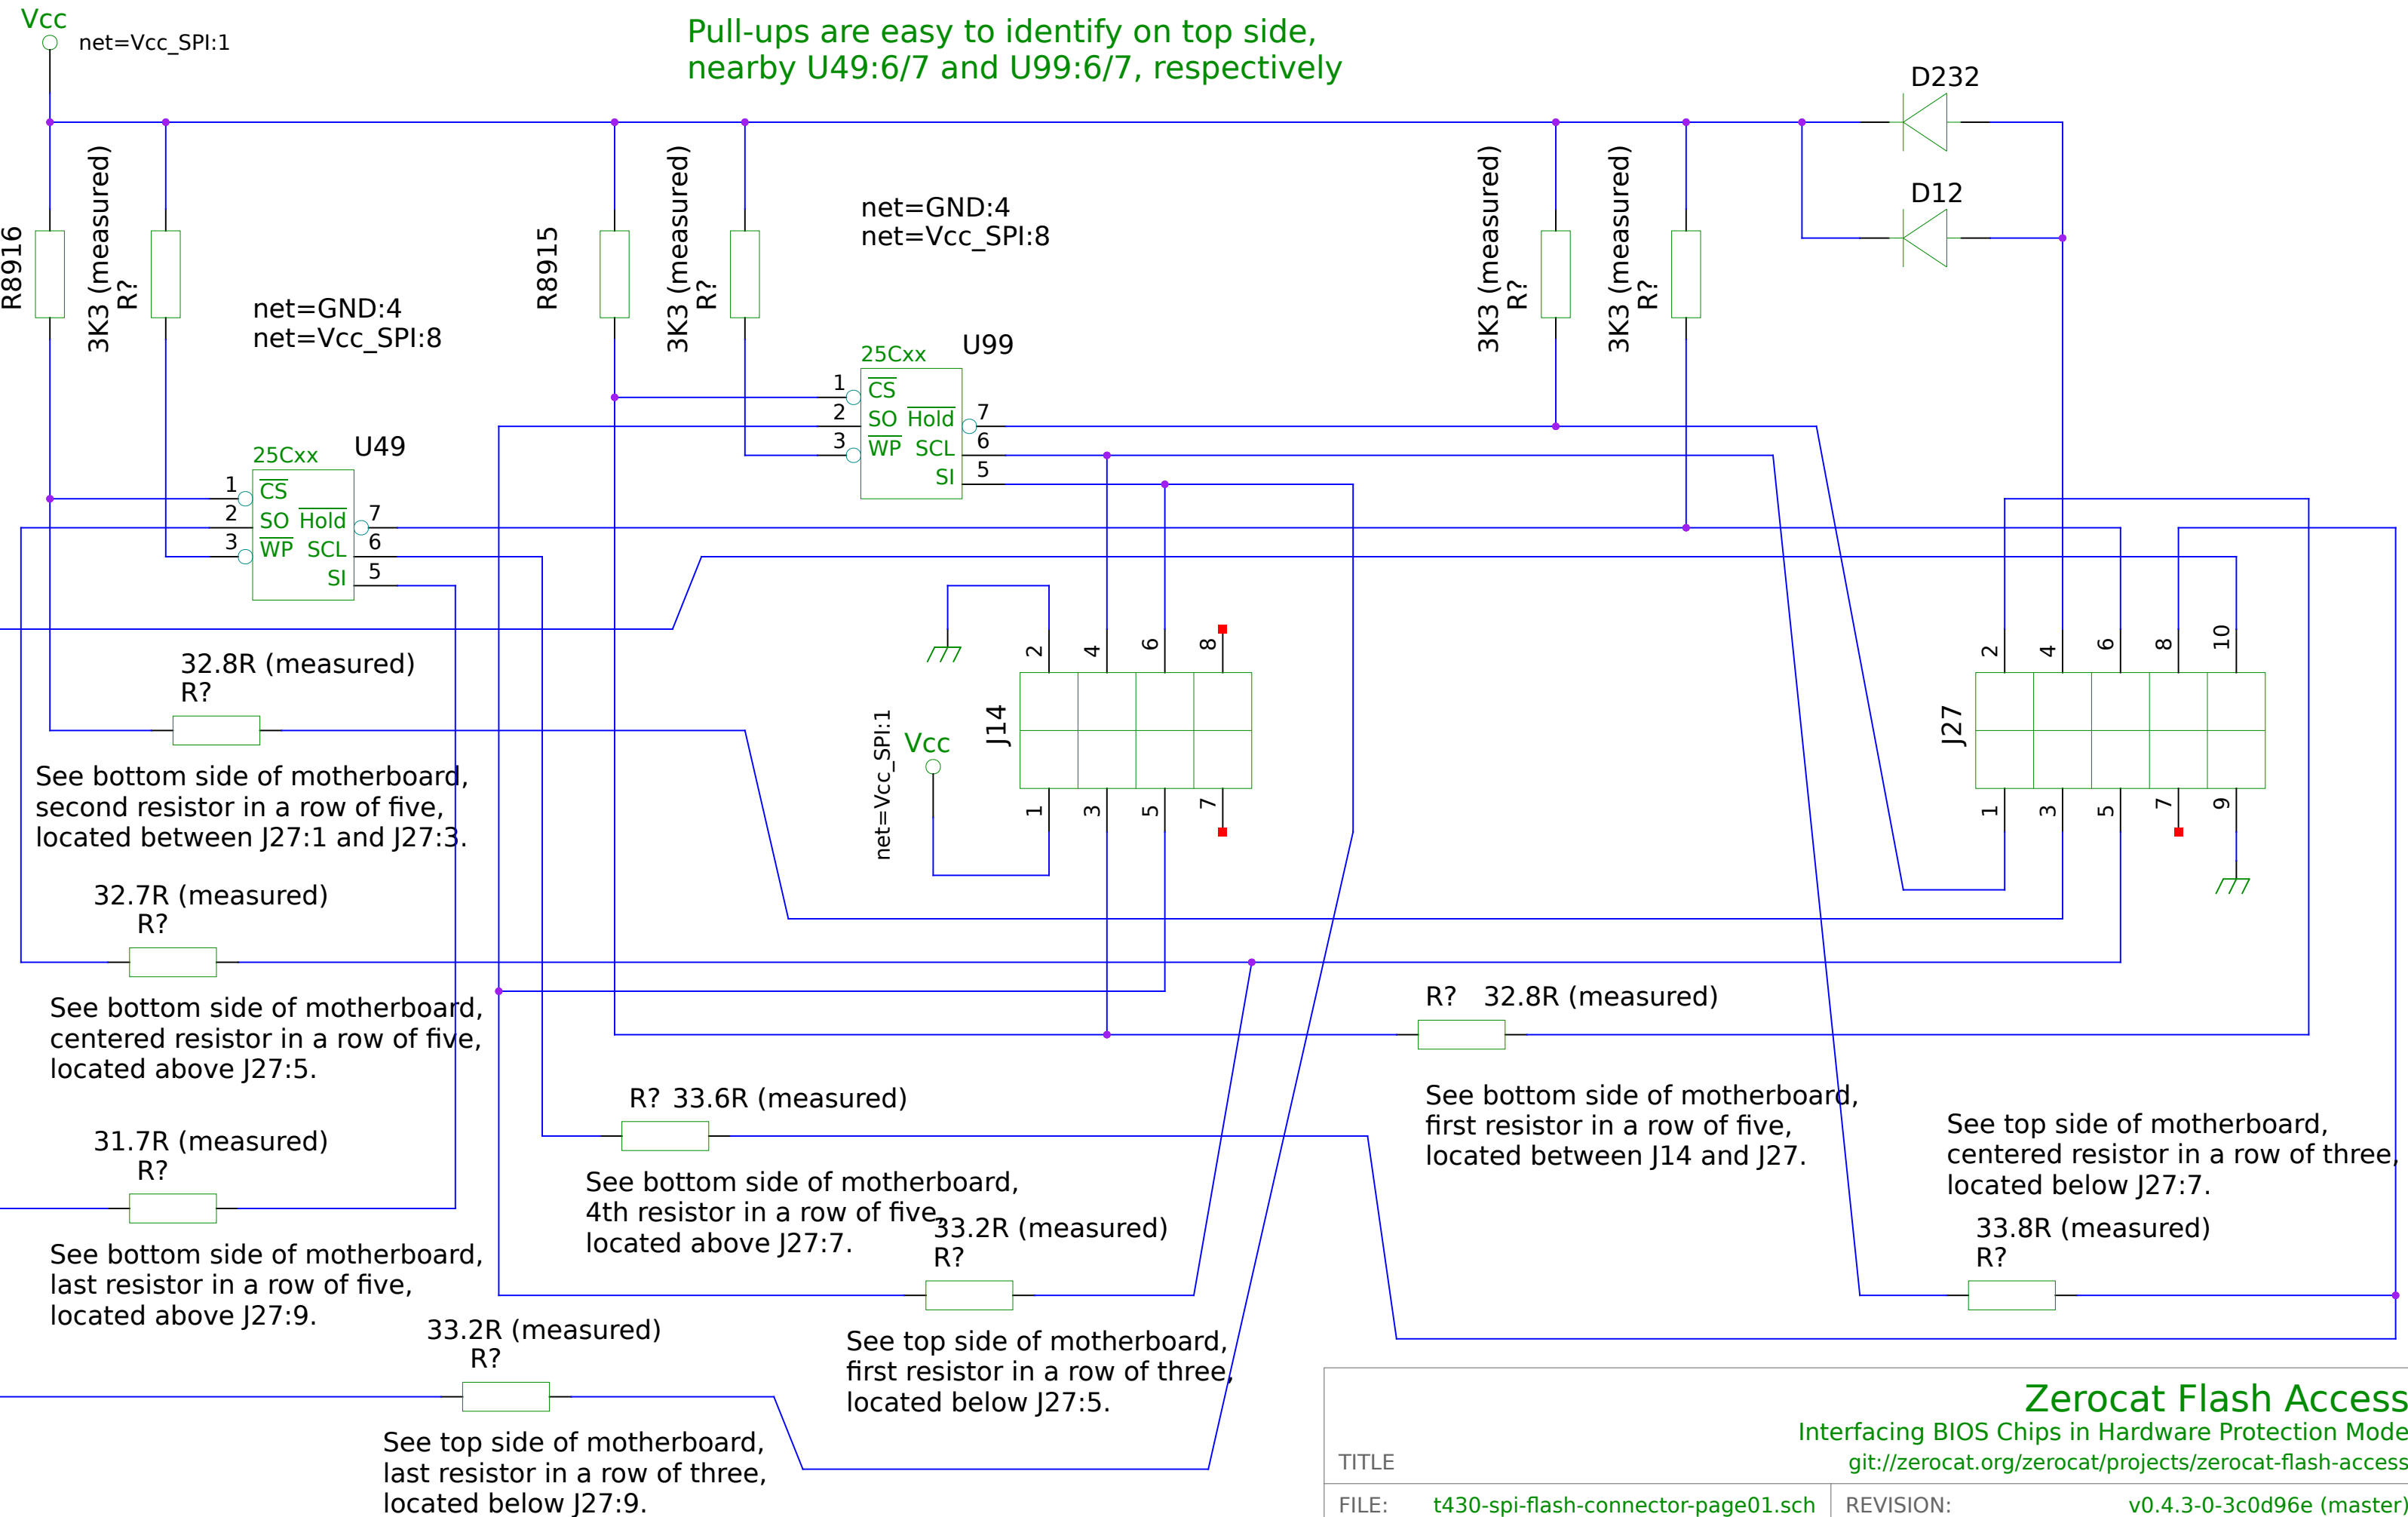 Vcc
net=Vcc_SPI:1
Pull-ups are easy to identify on top side,
nearby U49:6/7 and U99:6/7, respectively
D232
D12
R8916
3K3 (measured)
R?
net=GND:4
net=Vcc_SPI:8
R8915
3K3 (measured)
R?
net=GND:4
net=Vcc_SPI:8
3K3 (measured)
R?
3K3 (measured)
R?
25Cxx
U99
1
CS
2
SO
Hold
7
3
WP
SCL
6
SI
5
25Cxx
U49
1
CS
2
SO
Hold
7
3
WP
SCL
6
SI
5
32.8R (measured)
R?
See bottom side of motherboard,
second resistor in a row of five,
located between J27:1 and J27:3.
net=Vcc_SPI:1
Vcc
J14
2
4
6
8
1
3
5
7
J27
2
4
6
8
10
1
3
5
7
9
32.7R (measured)
R?
See bottom side of motherboard,
centered resistor in a row of five,
located above J27:5.
R? 32.8R (measured)
See bottom side of motherboard,
first resistor in a row of five,
located between J14 and J27.
R? 33.6R (measured)
See bottom side of motherboard,
4th resistor in a row of five,
located above J27:7.
31.7R (measured)
R?
See bottom side of motherboard,
last resistor in a row of five,
located above J27:9.
33.2R (measured)
R?
See top side of motherboard,
first resistor in a row of three,
located below J27:5.
See top side of motherboard,
centered resistor in a row of three,
located below J27:7.
33.8R (measured)
R?
33.2R (measured)
R?
See top side of motherboard,
last resistor in a row of three,
located below J27:9.
Zerocat Flash Access
Interfacing BIOS Chips in Hardware Protection Mode
TITLE
git://zerocat.org/zerocat/projects/zerocat-flash-access
FILE: t430-spi-flash-connector-page01.sch
REVISION: v0.4.3-0-3c0d96e (master)